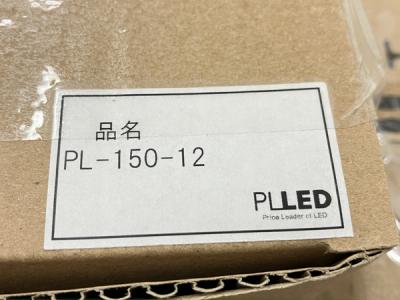 品名
PL-150-12
PLLED
Price Leader of LED